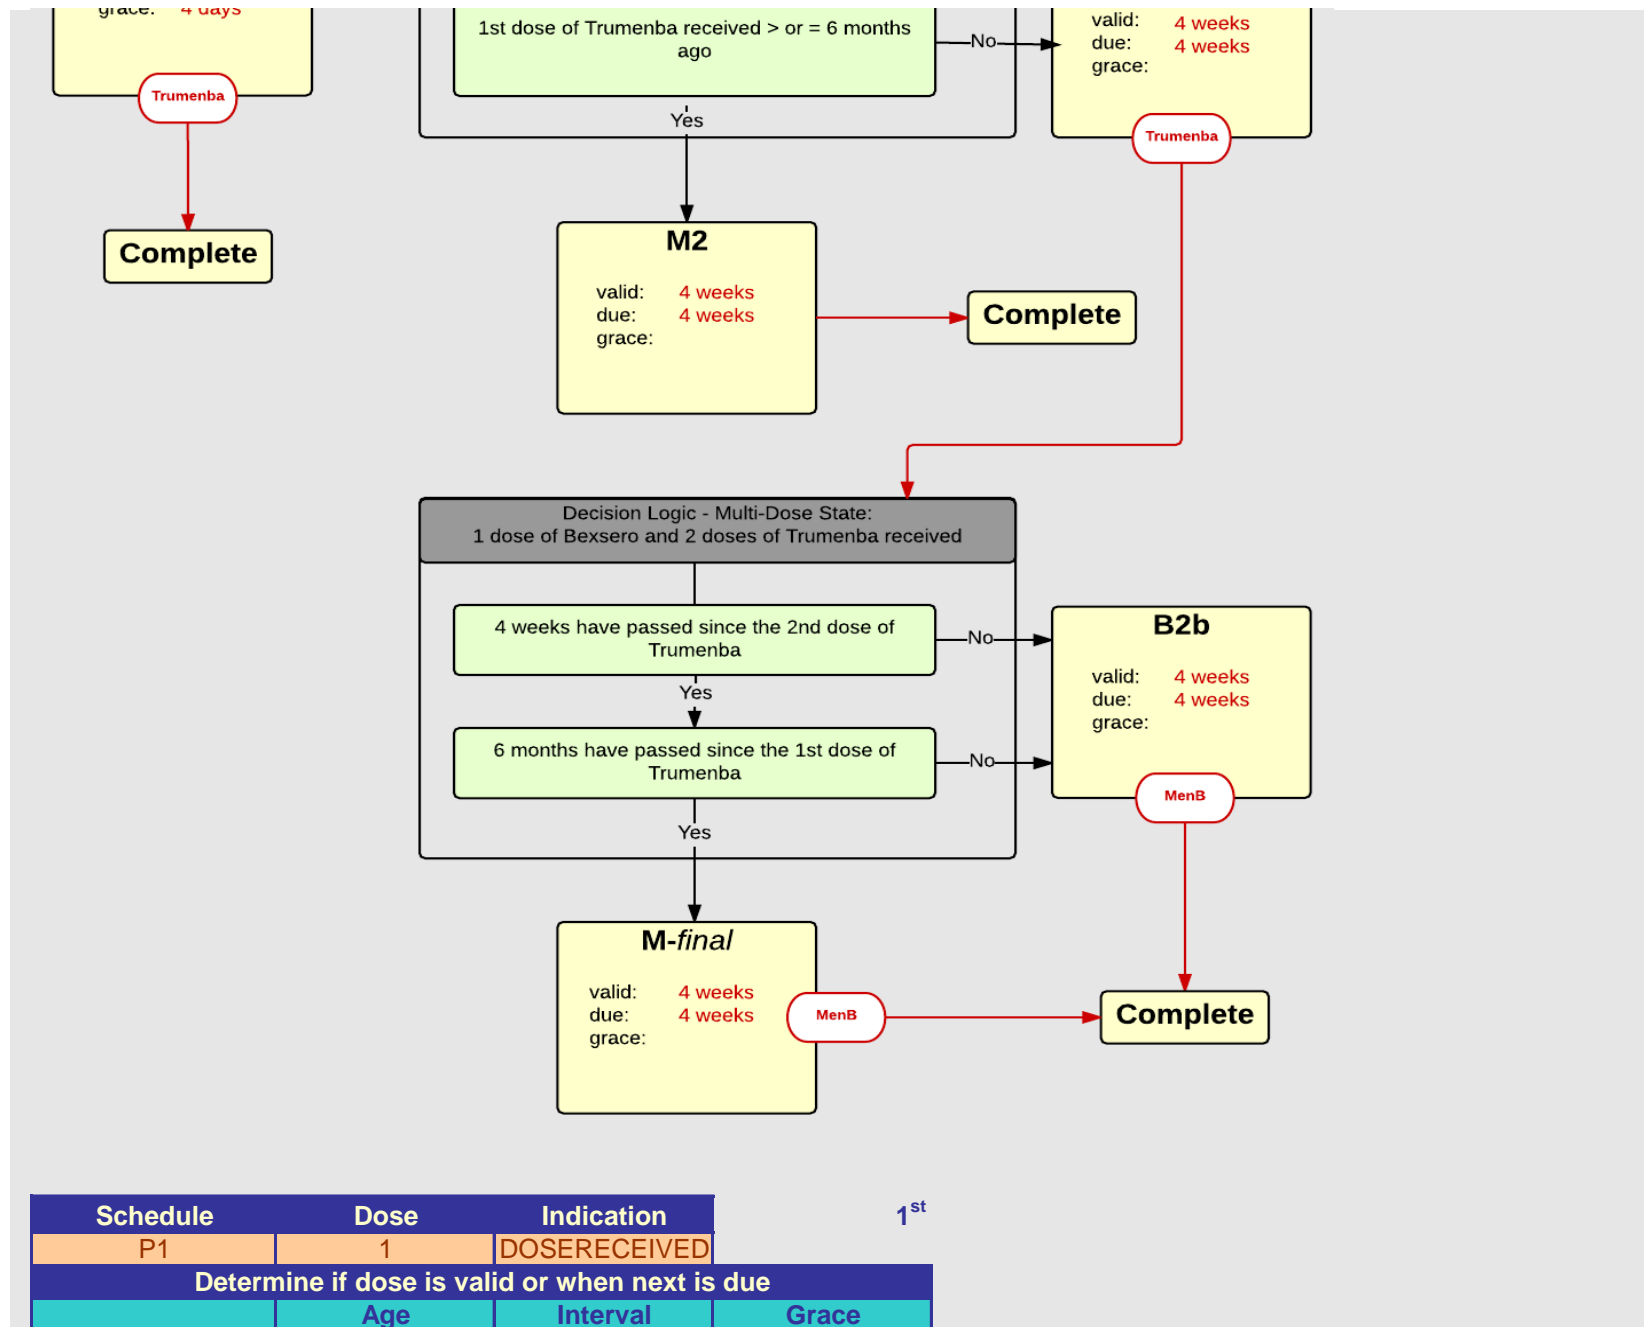 grace: 4 days
Trumenba
Complete
1st dose of Trumenba received > or = 6 months
ago
No
Yes
valid: 4 weeks
due: 4 weeks
grace:
Trumenba
M2
valid: 4 weeks
due: 4 weeks
grace:
Complete
Decision Logic - Multi-Dose State:
1 dose of Bexsero and 2 doses of Trumenba received
4 weeks have passed since the 2nd dose of
Trumenba
No
Yes
6 months have passed since the 1st dose of
Trumenba
No
Yes
B2b
valid: 4 weeks
due: 4 weeks
grace:
MenB
M-final
valid: 4 weeks
due: 4 weeks
grace:
MenB
Complete
Schedule Dose Indication 1st
P1 1 DOSERECEIVED
Determine if dose is valid or when next is due
Age Interval Grace